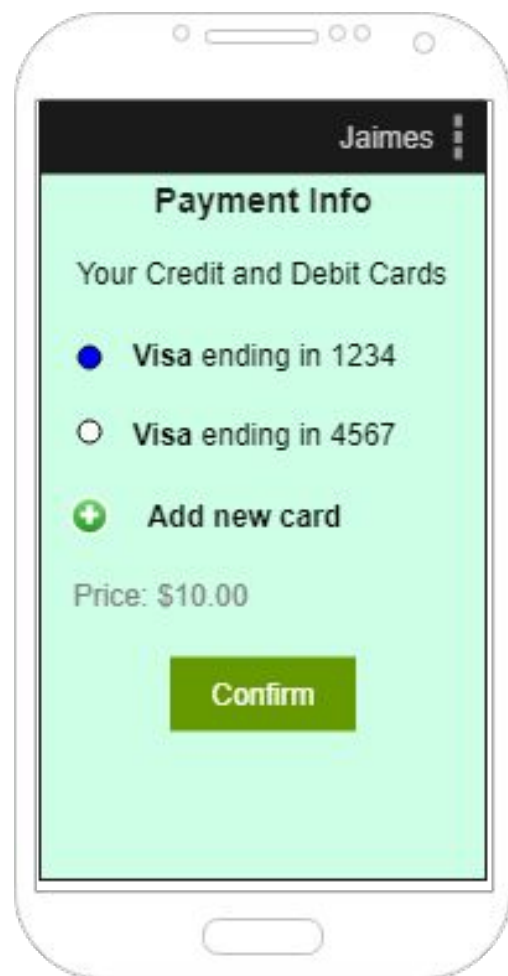 Jaimes
Payment Info
Your Credit and Debit Cards
Visa ending in 1234
Visa ending in 4567
Add new card
Price: $10.00
Confirm